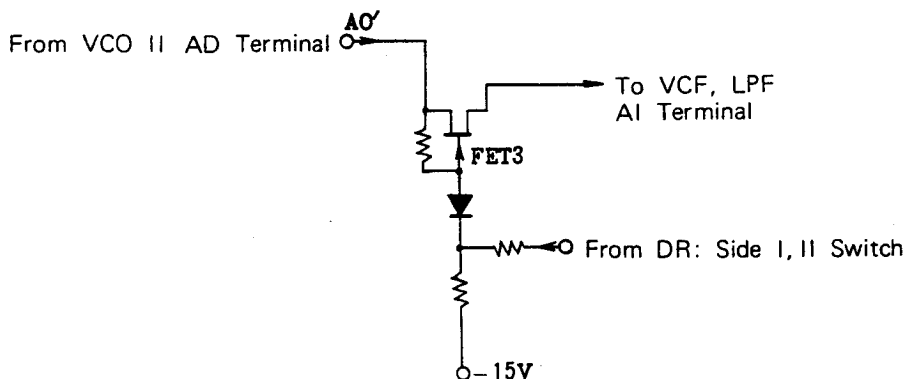 AO'
From VCO II AD Terminal
To VCF, LPF
AI Terminal
FET3
From DR: Side I, II Switch
-15V